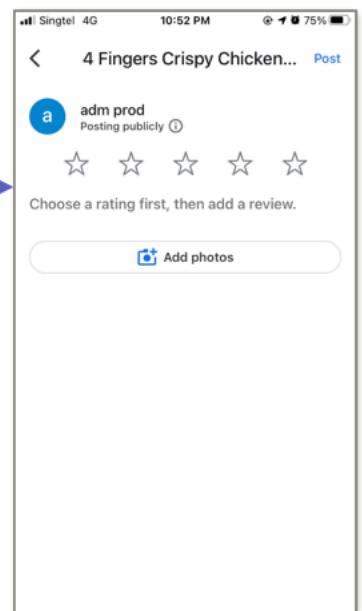 Singtel 4G 10:52 PM 75%
4 Fingers Crispy Chicken... Post
a adm prod
Posting publicly
Choose a rating first, then add a review.
Add photos